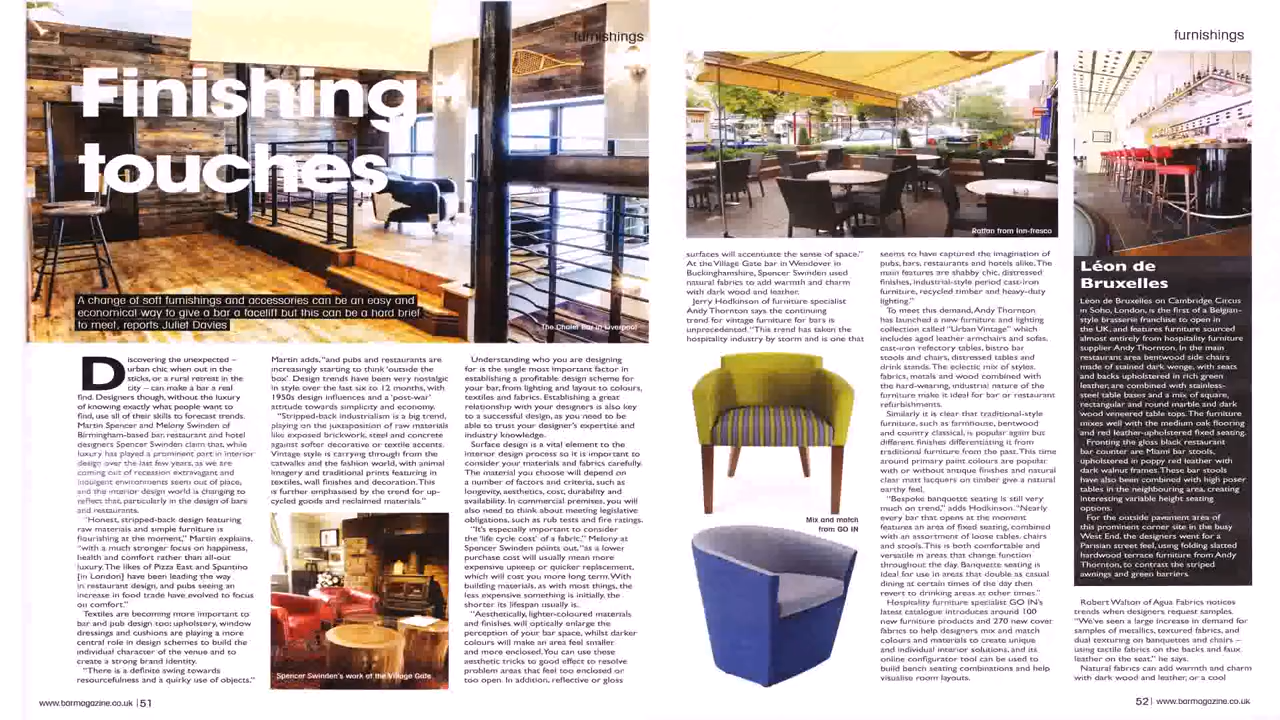 furnishings
Finishing
touches
A change of soft furnishings and accessories can be an easy and
economical way to give a bar a facelift but this can be a hard brief
to meet, reports Juliet Davies
The Chalet Bar in Liverpool
Discovering the unexpected –
urban chic when out in the
sticks, or a rural retreat in the
city – can make a bar a real
find. Designers though, without the luxury
of knowing exactly what people want to
find, use all of their skills to forecast trends.
Martin Spencer and Melony Swinden of
Birmingham-based bar, restaurant and hotel
designers Spencer Swinden claim that, while
luxury has played a prominent part in interior
design over the last few years, as we are
coming out of recession extravagant and
indulgent environments seem out of place,
and the interior design world is changing to
reflect that, particularly in the design of bars
and restaurants.
"Honest, stripped-back design featuring
raw materials and simple furniture is
flourishing at the moment," Martin explains,
"with a much stronger focus on happiness,
health and comfort rather than all-out
luxury. The likes of Pizza East and Spuntino
[in London] have been leading the way
in restaurant design, and pubs seeing an
increase in food trade have evolved to focus
on comfort."
Textiles are becoming more important to
bar and pub design too: upholstery, window
dressings and cushions are playing a more
central role in design schemes to build the
individual character of the venue and to
create a strong brand identity.
"There is a definite swing towards
resourcefulness and a quirky use of objects,"
Martin adds, "and pubs and restaurants are
increasingly starting to think 'outside the
box'. Design trends have been very nostalgic
in style over the last six to 12 months, with
1950s design influences and a 'post-war'
attitude towards simplicity and economy.
"Stripped-back industrialism is a big trend,
playing on the juxtaposition of raw materials
like exposed brickwork, steel and concrete
against softer decorative or textile accents.
Vintage style is carrying through from the
catwalks and the fashion world, with animal
imagery and traditional prints featuring in
textiles, wall finishes and decoration. This
is further emphasised by the trend for up-
cycled goods and reclaimed materials."
Spencer Swinden's work at the Village Gate
Understanding who you are designing
for is the single most important factor in
establishing a profitable design scheme for
your bar, from lighting and layout to colours,
textiles and fabrics. Establishing a great
relationship with your designers is also key
to a successful design, as you need to be
able to trust your designer's expertise and
industry knowledge.
Surface design is a vital element to the
interior design process so it is important to
consider your materials and fabrics carefully.
The material you choose will depend on
a number of factors and criteria, such as
longevity, aesthetics, cost, durability and
availability. In commercial premises, you will
also need to think about meeting legislative
obligations, such as rub tests and fire ratings.
"It's especially important to consider
the 'life cycle cost' of a fabric," Melony at
Spencer Swinden points out, "as a lower
purchase cost will usually mean more
expensive upkeep or quicker replacement,
which will cost you more long term. With
building materials, as with most things, the
less expensive something is initially, the
shorter its lifespan usually is.
"Aesthetically, lighter-coloured materials
and finishes will optically enlarge the
perception of your bar space, whilst darker
colours will make an area feel smaller
and more enclosed. You can use these
aesthetic tricks to good effect to resolve
problem areas that feel too enclosed or
too open. In addition, reflective or gloss
www.barmagazine.co.uk | 51
furnishings
Rattan from Inn-fresco
surfaces will accentuate the sense of space."
At the Village Gate bar in Wendover in
Buckinghamshire, Spencer Swinden used
natural fabrics to add warmth and charm
with dark wood and leather.
Jerry Hodkinson of furniture specialist
Andy Thornton says the continuing
trend for vintage furniture for bars is
unprecedented. "This trend has taken the
hospitality industry by storm and is one that
Mix and match
from GO IN
seems to have captured the imagination of
pubs, bars, restaurants and hotels alike. The
main features are shabby chic, distressed
finishes, industrial-style period cast-iron
furniture, recycled timber and heavy-duty
lighting."
To meet this demand, Andy Thornton
has launched a new furniture and lighting
collection called "Urban Vintage" which
includes aged leather armchairs and sofas,
cast-iron refectory tables, bistro bar
stools and chairs, distressed tables and
drink stands. The eclectic mix of styles,
fabrics, metals and wood combined with
the hard-wearing, industrial nature of the
furniture make it ideal for bar or restaurant
refurbishments.
Similarly it is clear that traditional-style
furniture, such as farmhouse, bentwood
and country classical, is popular again but
different finishes differentiating it from
traditional furniture from the past. This time
around primary paint colours are popular
with or without antique finishes and natural
clear matt lacquers on timber give a natural
earthy feel.
"Bespoke banquette seating is still very
much on trend," adds Hodkinson. "Nearly
every bar that opens at the moment
features an area of fixed seating, combined
with an assortment of loose tables, chairs
and stools. This is both comfortable and
versatile in areas that change function
throughout the day. Banquette seating is
ideal for use in areas that double as casual
dining at certain times of the day then
revert to drinking areas at other times."
Hospitality furniture specialist GO IN's
latest catalogue introduces around 100
new furniture products and 270 new cover
fabrics to help designers mix and match
colours and materials to create unique
and individual interior solutions, and its
online configurator tool can be used to
build bench seating combinations and help
visualise room layouts.
Léon de
Bruxelles
Léon de Bruxelles on Cambridge Circus
in Soho, London, is the first of a Belgian-
style brasserie franchise to open in
the UK, and features furniture sourced
almost entirely from hospitality furniture
supplier Andy Thornton. In the main
restaurant area bentwood side chairs
made of stained dark wenge, with seats
and backs upholstered in rich green
leather, are combined with stainless-
steel table bases and a mix of square,
rectangular and round marble and dark
wood veneered table tops. The furniture
mixes well with the medium oak flooring
and red leather-upholstered fixed seating.
Fronting the gloss black restaurant
bar counter are Miami bar stools,
upholstered in poppy red leather with
dark walnut frames. These bar stools
have also been combined with high poser
tables in the neighbouring area, creating
interesting variable height seating
options.
For the outside pavement area of
this prominent corner site in the busy
West End, the designers went for a
Parisian street feel, using folding slatted
hardwood terrace furniture from Andy
Thornton, to contrast the striped
awnings and green barriers.
Robert Walson of Agua Fabrics notices
trends when designers request samples.
"We've seen a large increase in demand for
samples of metallics, textured fabrics, and
dual texturing on banquettes and chairs –
using tactile fabrics on the backs and faux
leather on the seat," he says.
Natural fabrics can add warmth and charm
with dark wood and leather, or a cool
52 | www.barmagazine.co.uk